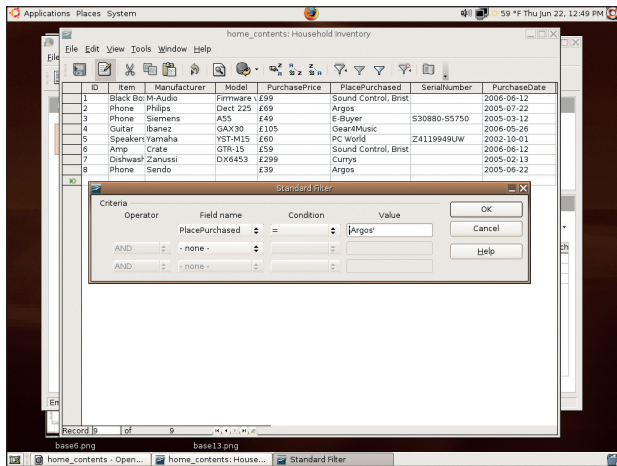 Applications Places System
59 °F Thu Jun 22, 12:49 PM
home_contents: Household Inventory
File Edit View Tools Window Help
ID Item Manufacturer Model PurchasePrice PlacePurchased SerialNumber PurchaseDate
1 Black Bo: M-Audio Firmware \ £99 Sound Control, Brist 2006-06-12
2 Phone Philips Dect 225 £69 Argos 2005-07-22
3 Phone Siemens A55 £49 E-Buyer S30880-S5750 2005-03-12
4 Guitar Ibanez GAX30 £105 Gear4Music 2006-05-26
5 Speakers Yamaha YST-M15 £60 PC World Z4119949UW 2002-10-01
6 Amp Crate GTR-15 £59 Sound Control, Brist 2006-06-12
7 Dishwash Zanussi DX6453 £299 Currys 2005-02-13
8 Phone Sendo £39 Argos 2005-06-22
Standard Filter
Criteria
Operator Field name Condition Value
PlacePurchased = 'Argos'
AND - none -
AND - none -
OK
Cancel
Help
Record 9 of 9
base6.png base13.png
home_contents - Open... home_contents: House... Standard Filter